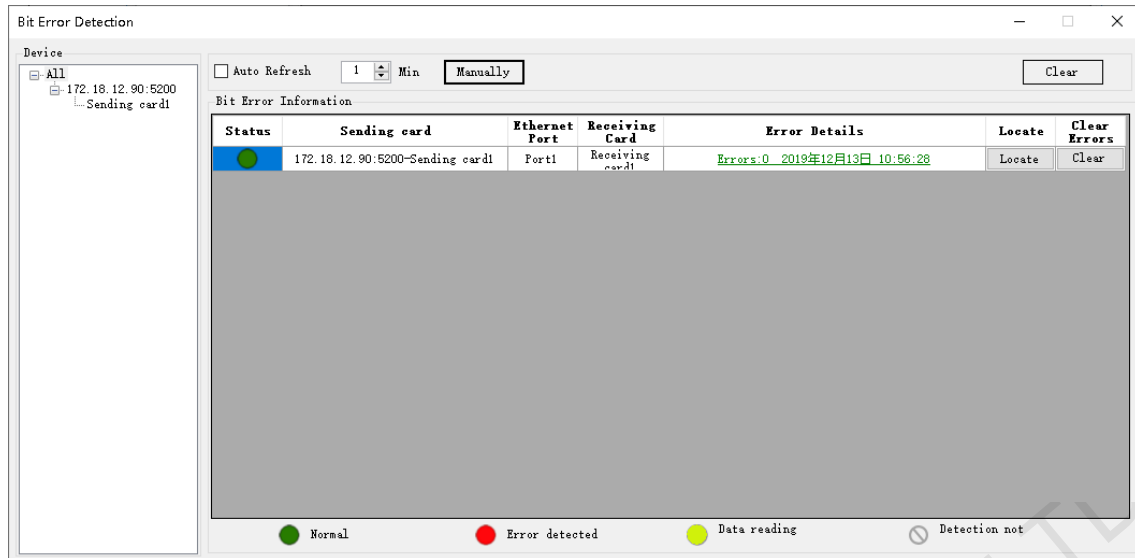 Bit Error Detection
Device
All
172.18.12.90:5200
Sending card1
Auto Refresh 1 Min Manually Clear
Bit Error Information
Status Sending card Ethernet Port Receiving Card Error Details Locate Clear Errors
172.18.12.90:5200-Sending card1 Port1 Receiving card1 Errors:0 2019年12月13日 10:56:28 Locate Clear
Normal Error detected Data reading Detection not